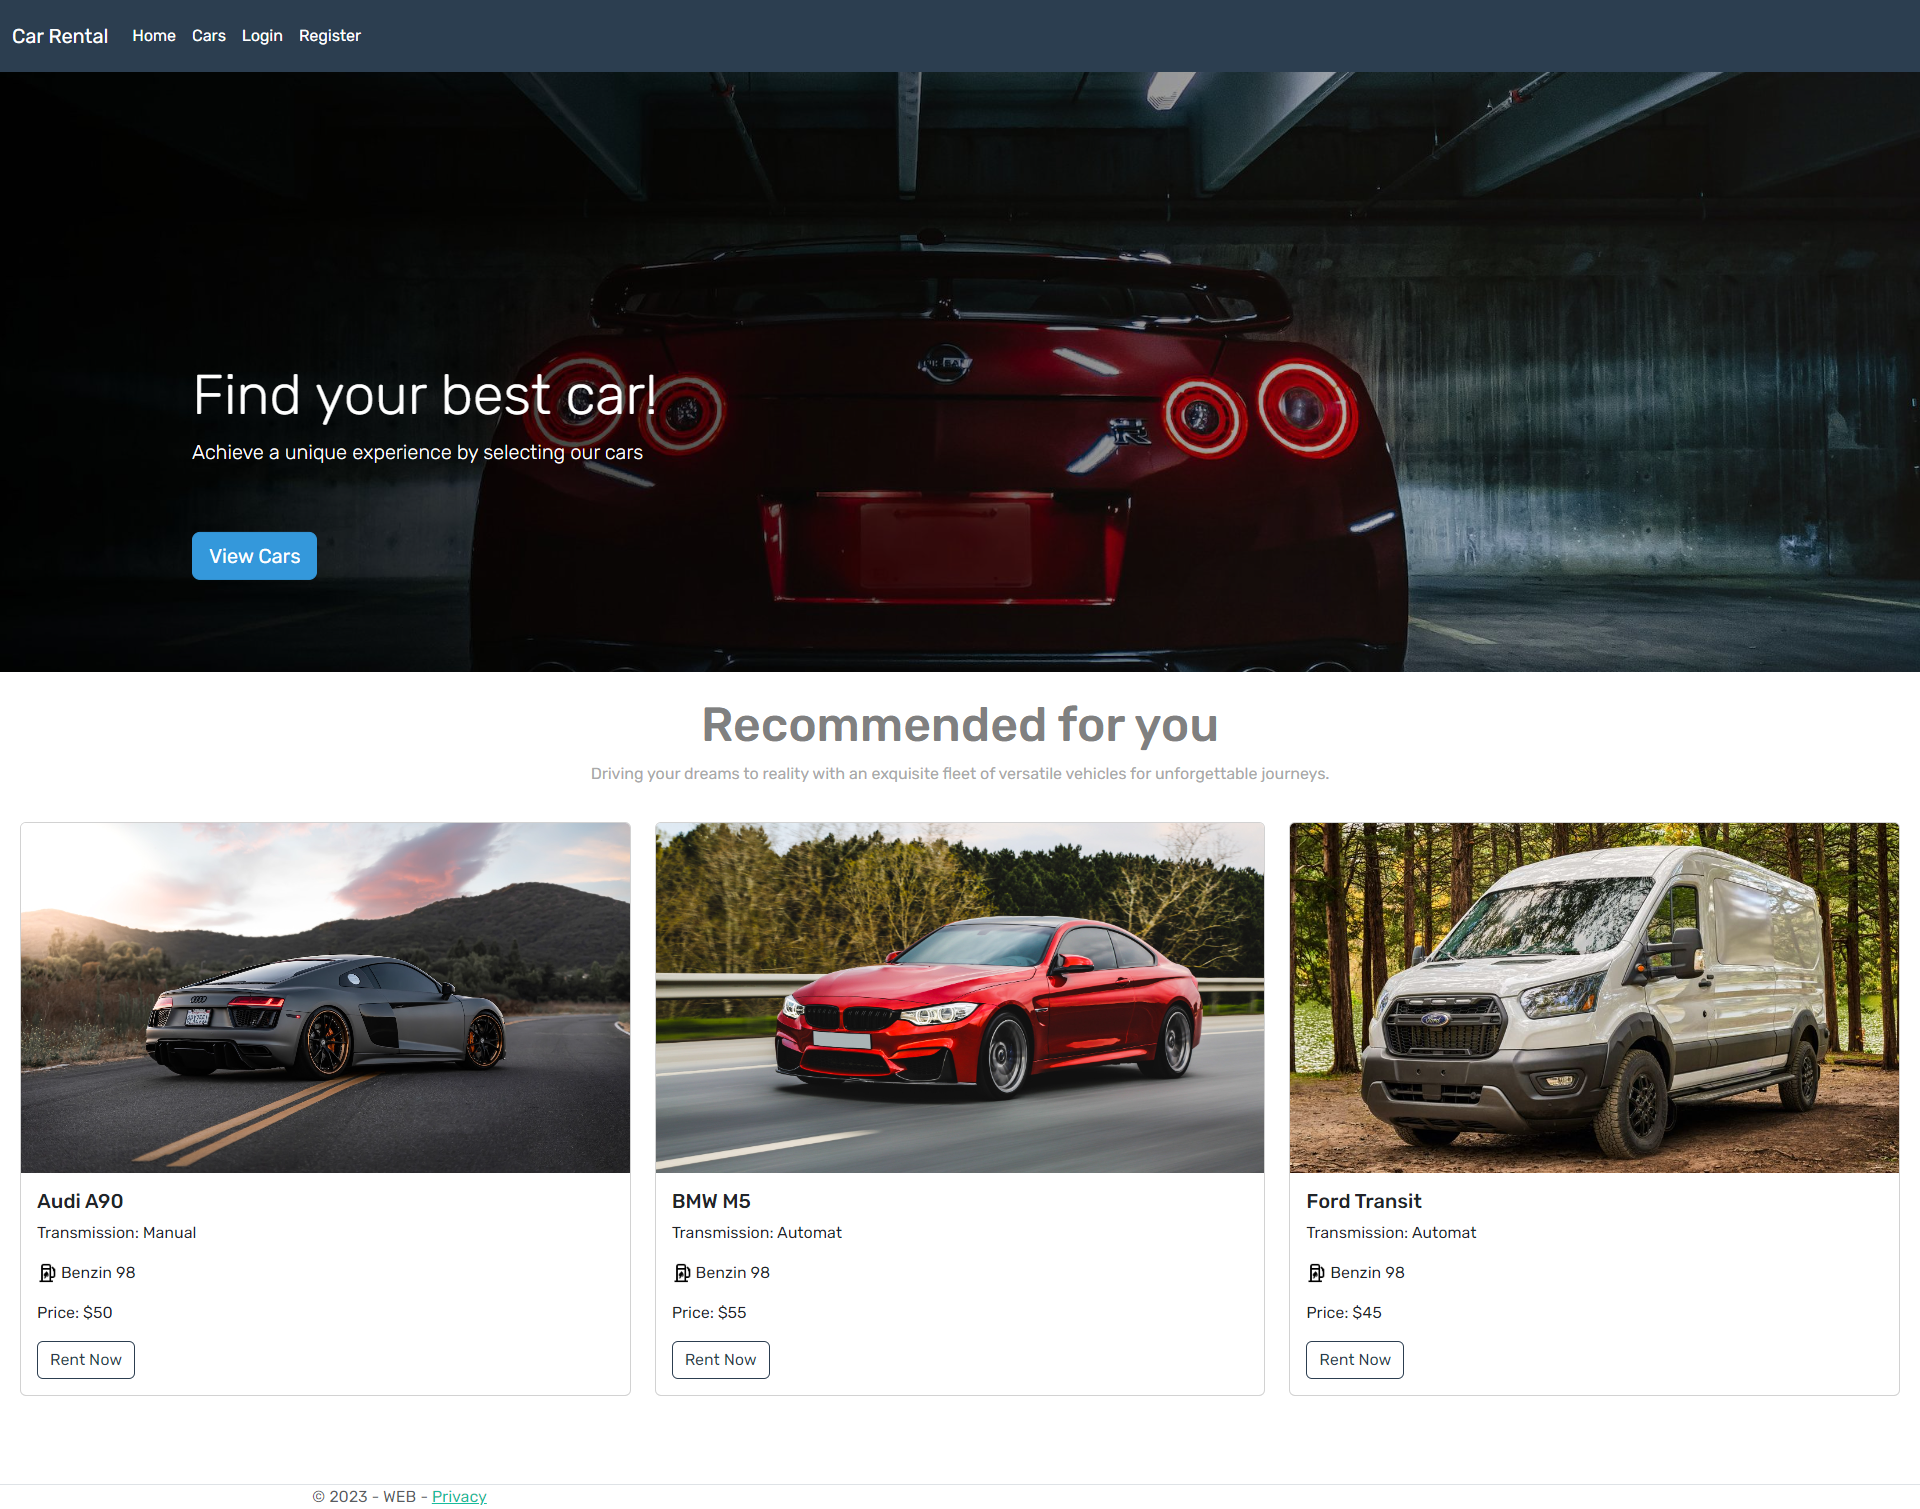 Car Rental Home Cars Login Register
Find your best car!
Achieve a unique experience by selecting our cars
View Cars
Recommended for you
Driving your dreams to reality with an exquisite fleet of versatile vehicles for unforgettable journeys.
Audi A90
Transmission: Manual
Benzin 98
Price: $50
Rent Now
BMW M5
Transmission: Automat
Benzin 98
Price: $55
Rent Now
Ford
Ford Transit
Transmission: Automat
Benzin 98
Price: $45
Rent Now
© 2023 - WEB - Privacy